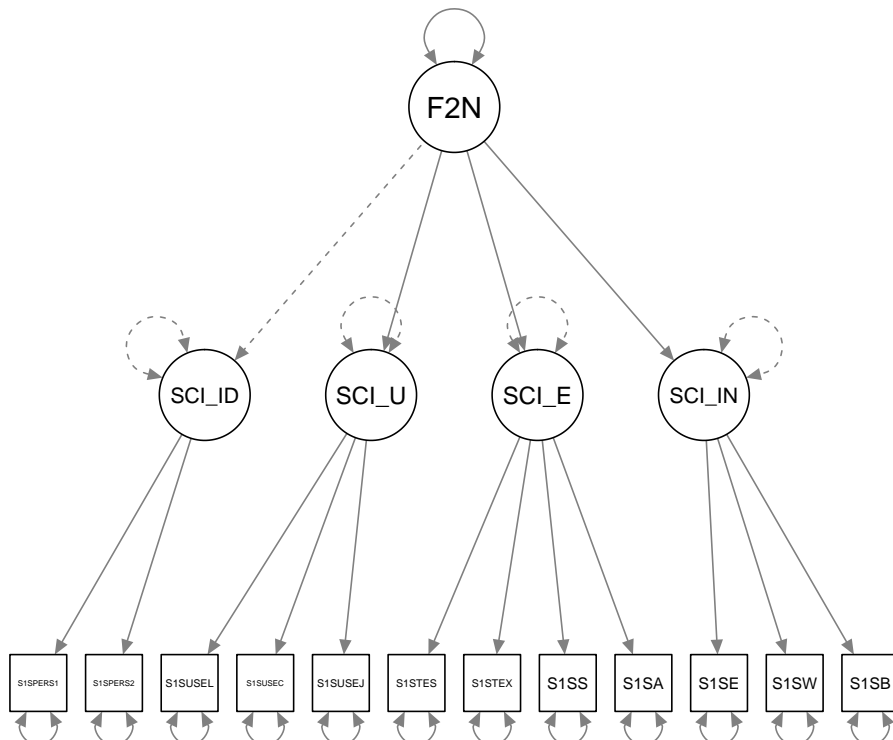 F2N
SCI_ID SCI_U SCI_E SCI_IN
S1SPERS1 S1SPERS2 S1SUSEL S1SUSEC S1SUSEJ S1STES S1STEX S1SS S1SA S1SE S1SW S1SB